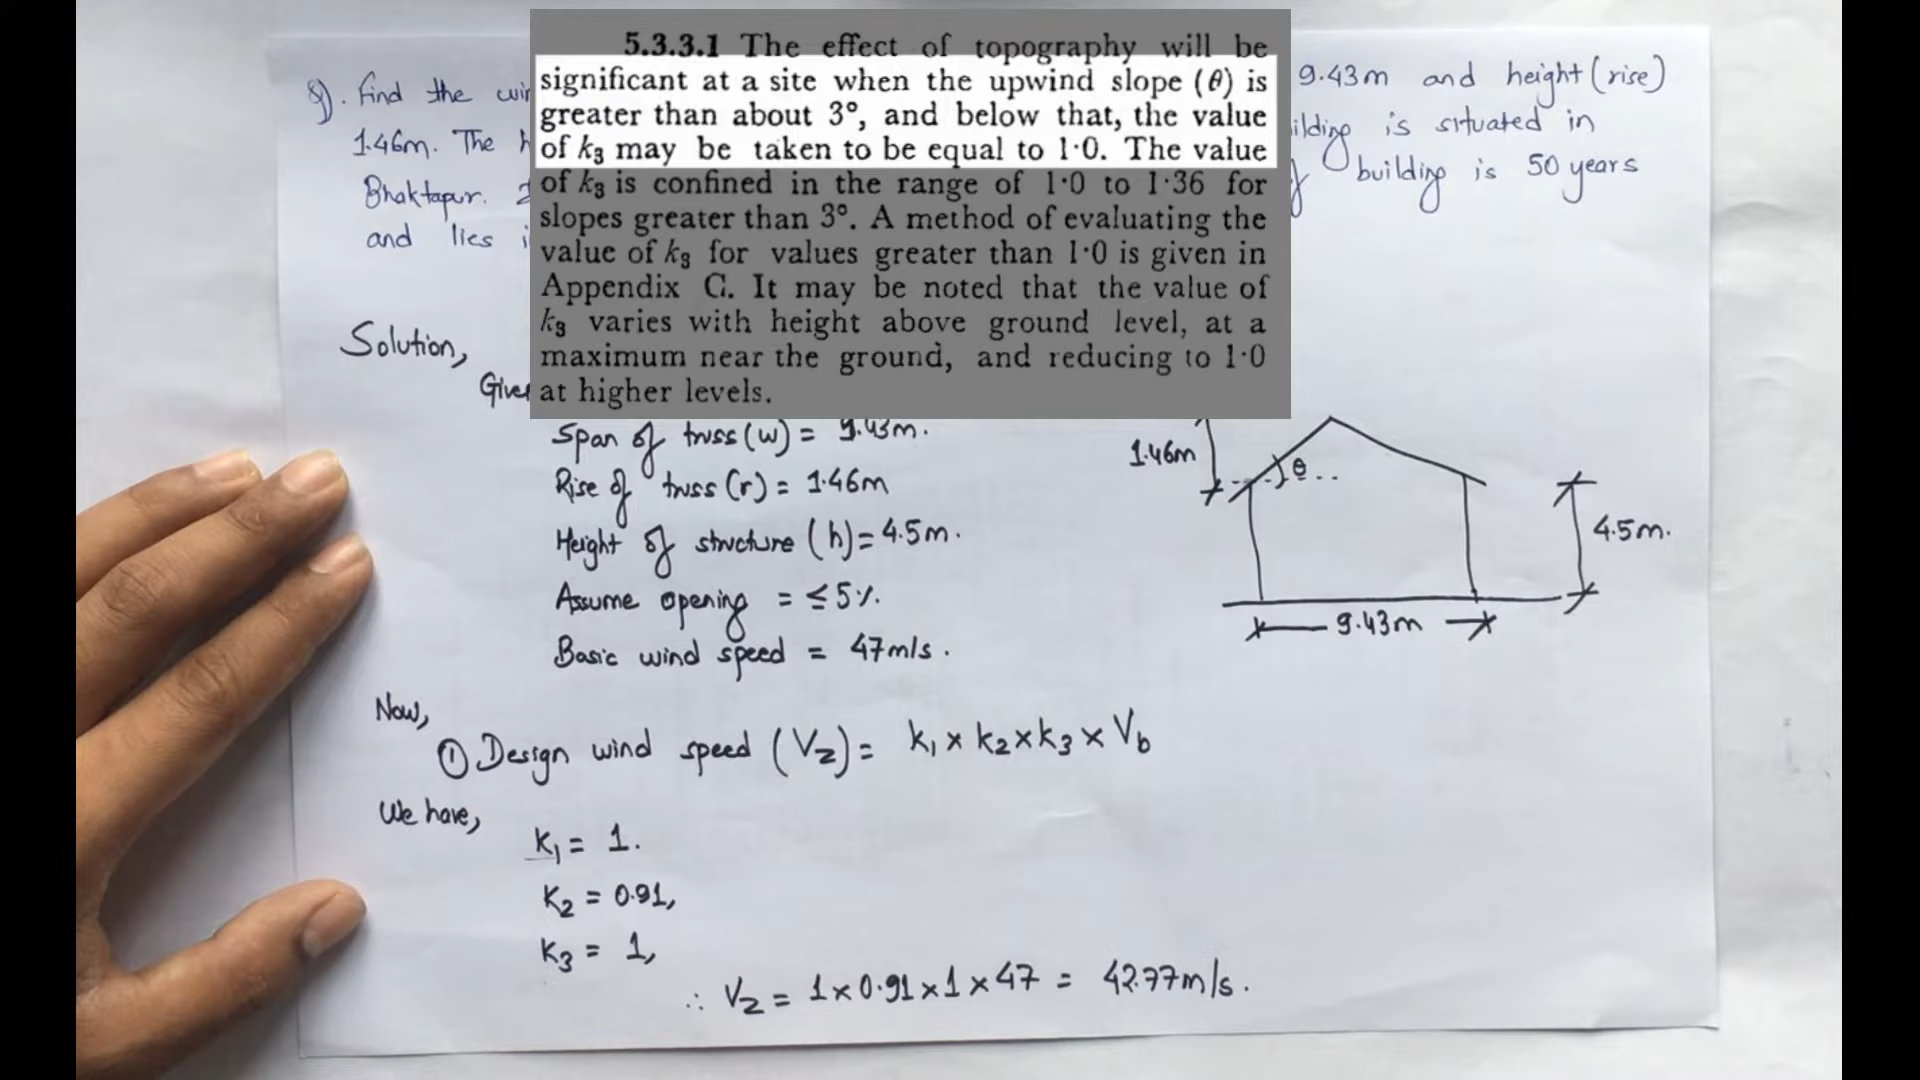 5.3.3.1 The effect of topography will be
significant at a site when the upwind slope (θ) is
greater than about 3°, and below that, the value
of k3 may be taken to be equal to 1·0. The value
of k3 is confined in the range of 1·0 to 1·36 for
slopes greater than 3°. A method of evaluating the
value of k3 for values greater than 1·0 is given in
Appendix C. It may be noted that the value of
k3 varies with height above ground level, at a
maximum near the ground, and reducing to 1·0
at higher levels.
Q). Find the 9.43m and height (rise)
1.46m. The is situated in
Bhaktapur. building is 50 years
and lies
Solution,
Span of truss (w) = 9.43m.
Rise of truss (r) = 1.46m
Height of structure (h) = 4.5m.
Assume opening = ≤5%.
Basic wind speed = 47m/s.
1.46m
θ
4.5m.
9.43m
Now,
① Design wind speed (Vz) = k1 x k2 x k3 x Vb
We have,
K1 = 1.
K2 = 0.91,
K3 = 1,
∴ Vz = 1 x 0.91 x 1 x 47 = 42.77m/s.